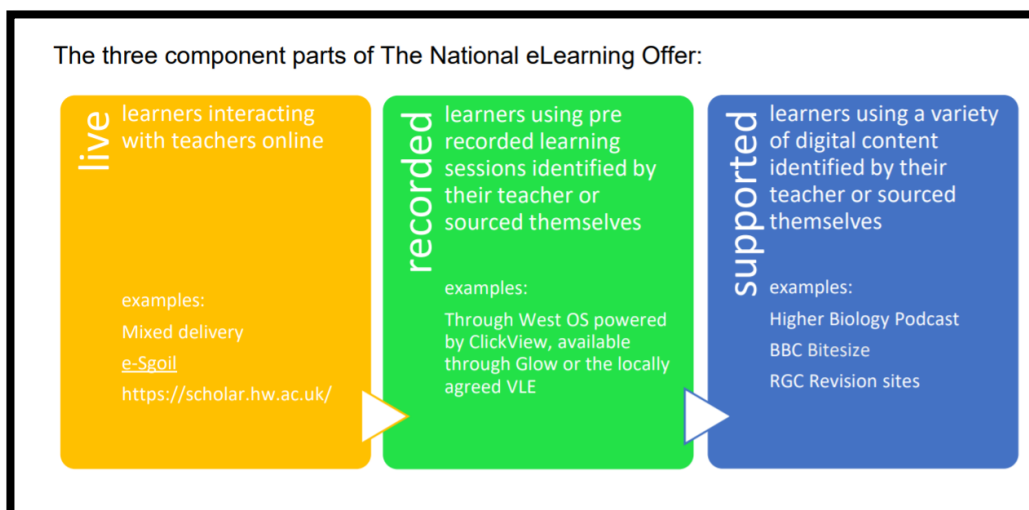 The three component parts of The National eLearning Offer:
live
learners interacting
with teachers online
examples:
Mixed delivery
e-Sgoil
https://scholar.hw.ac.uk/
recorded
learners using pre
recorded learning
sessions identified by
their teacher or
sourced themselves
examples:
Through West OS powered
by ClickView, available
through Glow or the locally
agreed VLE
supported
learners using a variety
of digital content
identified by their
teacher or sourced
themselves
examples:
Higher Biology Podcast
BBC Bitesize
RGC Revision sites